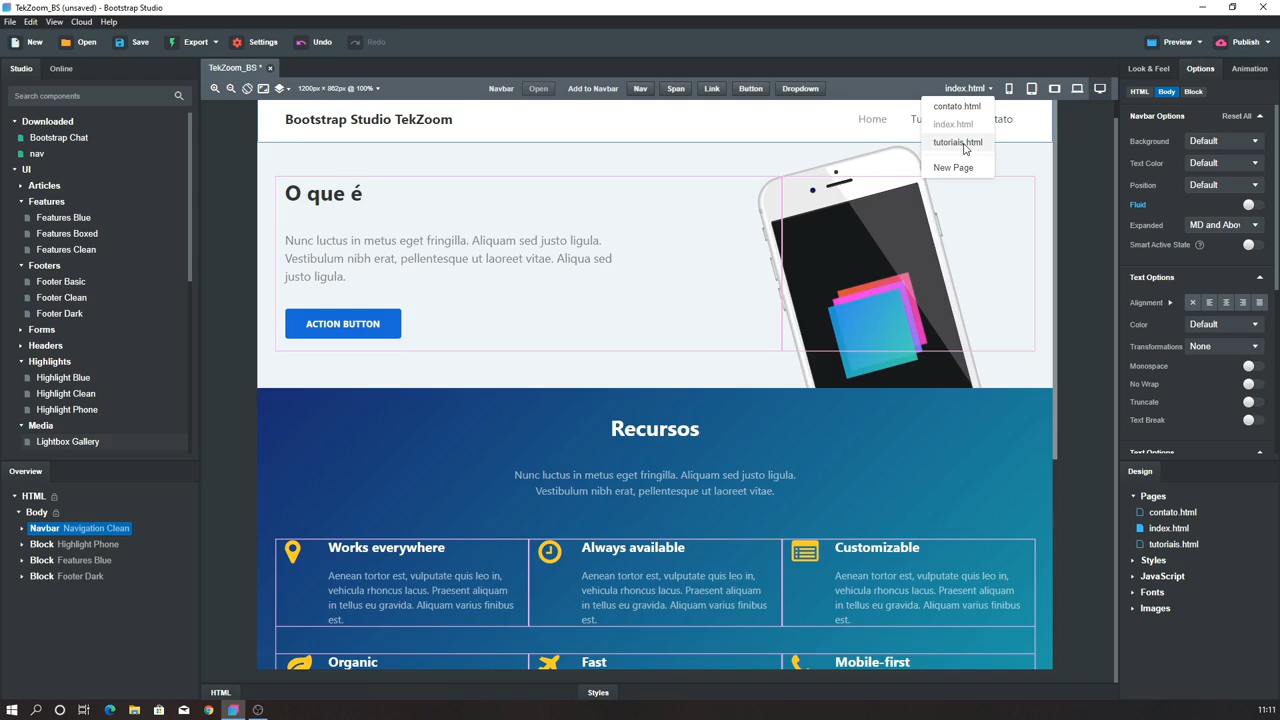 TekZoom_BS (unsaved) - Bootstrap Studio
File Edit View Cloud Help
New Open Save Export Settings Undo Redo Preview Publish
Studio Online
TekZoom_BS *
Look & Feel Options Animation
Search components
1200px × 862px @ 100%
Navbar Open Add to Navbar Nav Span Link Button Dropdown
index.html
HTML Body Block
Downloaded
Bootstrap Chat
nav
UI
Articles
Features
Features Blue
Features Boxed
Features Clean
Footers
Footer Basic
Footer Clean
Footer Dark
Forms
Headers
Highlights
Highlight Blue
Highlight Clean
Highlight Phone
Media
Lightbox Gallery
Overview
HTML
Body
Navbar Navigation Clean
Block Highlight Phone
Block Features Blue
Block Footer Dark
Bootstrap Studio TekZoom
Home
contato.html
index.html
tutoriais.html
New Page
O que é
Nunc luctus in metus eget fringilla. Aliquam sed justo ligula.
Vestibulum nibh erat, pellentesque ut laoreet vitae. Aliqua sed
justo ligula.
ACTION BUTTON
Recursos
Nunc luctus in metus eget fringilla. Aliquam sed justo ligula.
Vestibulum nibh erat, pellentesque ut laoreet vitae.
Works everywhere
Aenean tortor est, vulputate quis leo in,
vehicula rhoncus lacus. Praesent aliquam
in tellus eu gravida. Aliquam varius finibus
est.
Always available
Aenean tortor est, vulputate quis leo in,
vehicula rhoncus lacus. Praesent aliquam
in tellus eu gravida. Aliquam varius finibus
est.
Customizable
Aenean tortor est, vulputate quis leo in,
vehicula rhoncus lacus. Praesent aliquam
in tellus eu gravida. Aliquam varius finibus
est.
Organic
Fast
Mobile-first
HTML
Styles
Navbar Options Reset All
Background Default
Text Color Default
Position Default
Fluid
Expanded MD and Abov
Smart Active State
Text Options
Alignment
Color Default
Transformations None
Monospace
No Wrap
Truncate
Text Break
Text Options
Design
Pages
contato.html
index.html
tutoriais.html
Styles
JavaScript
Fonts
Images
11:11